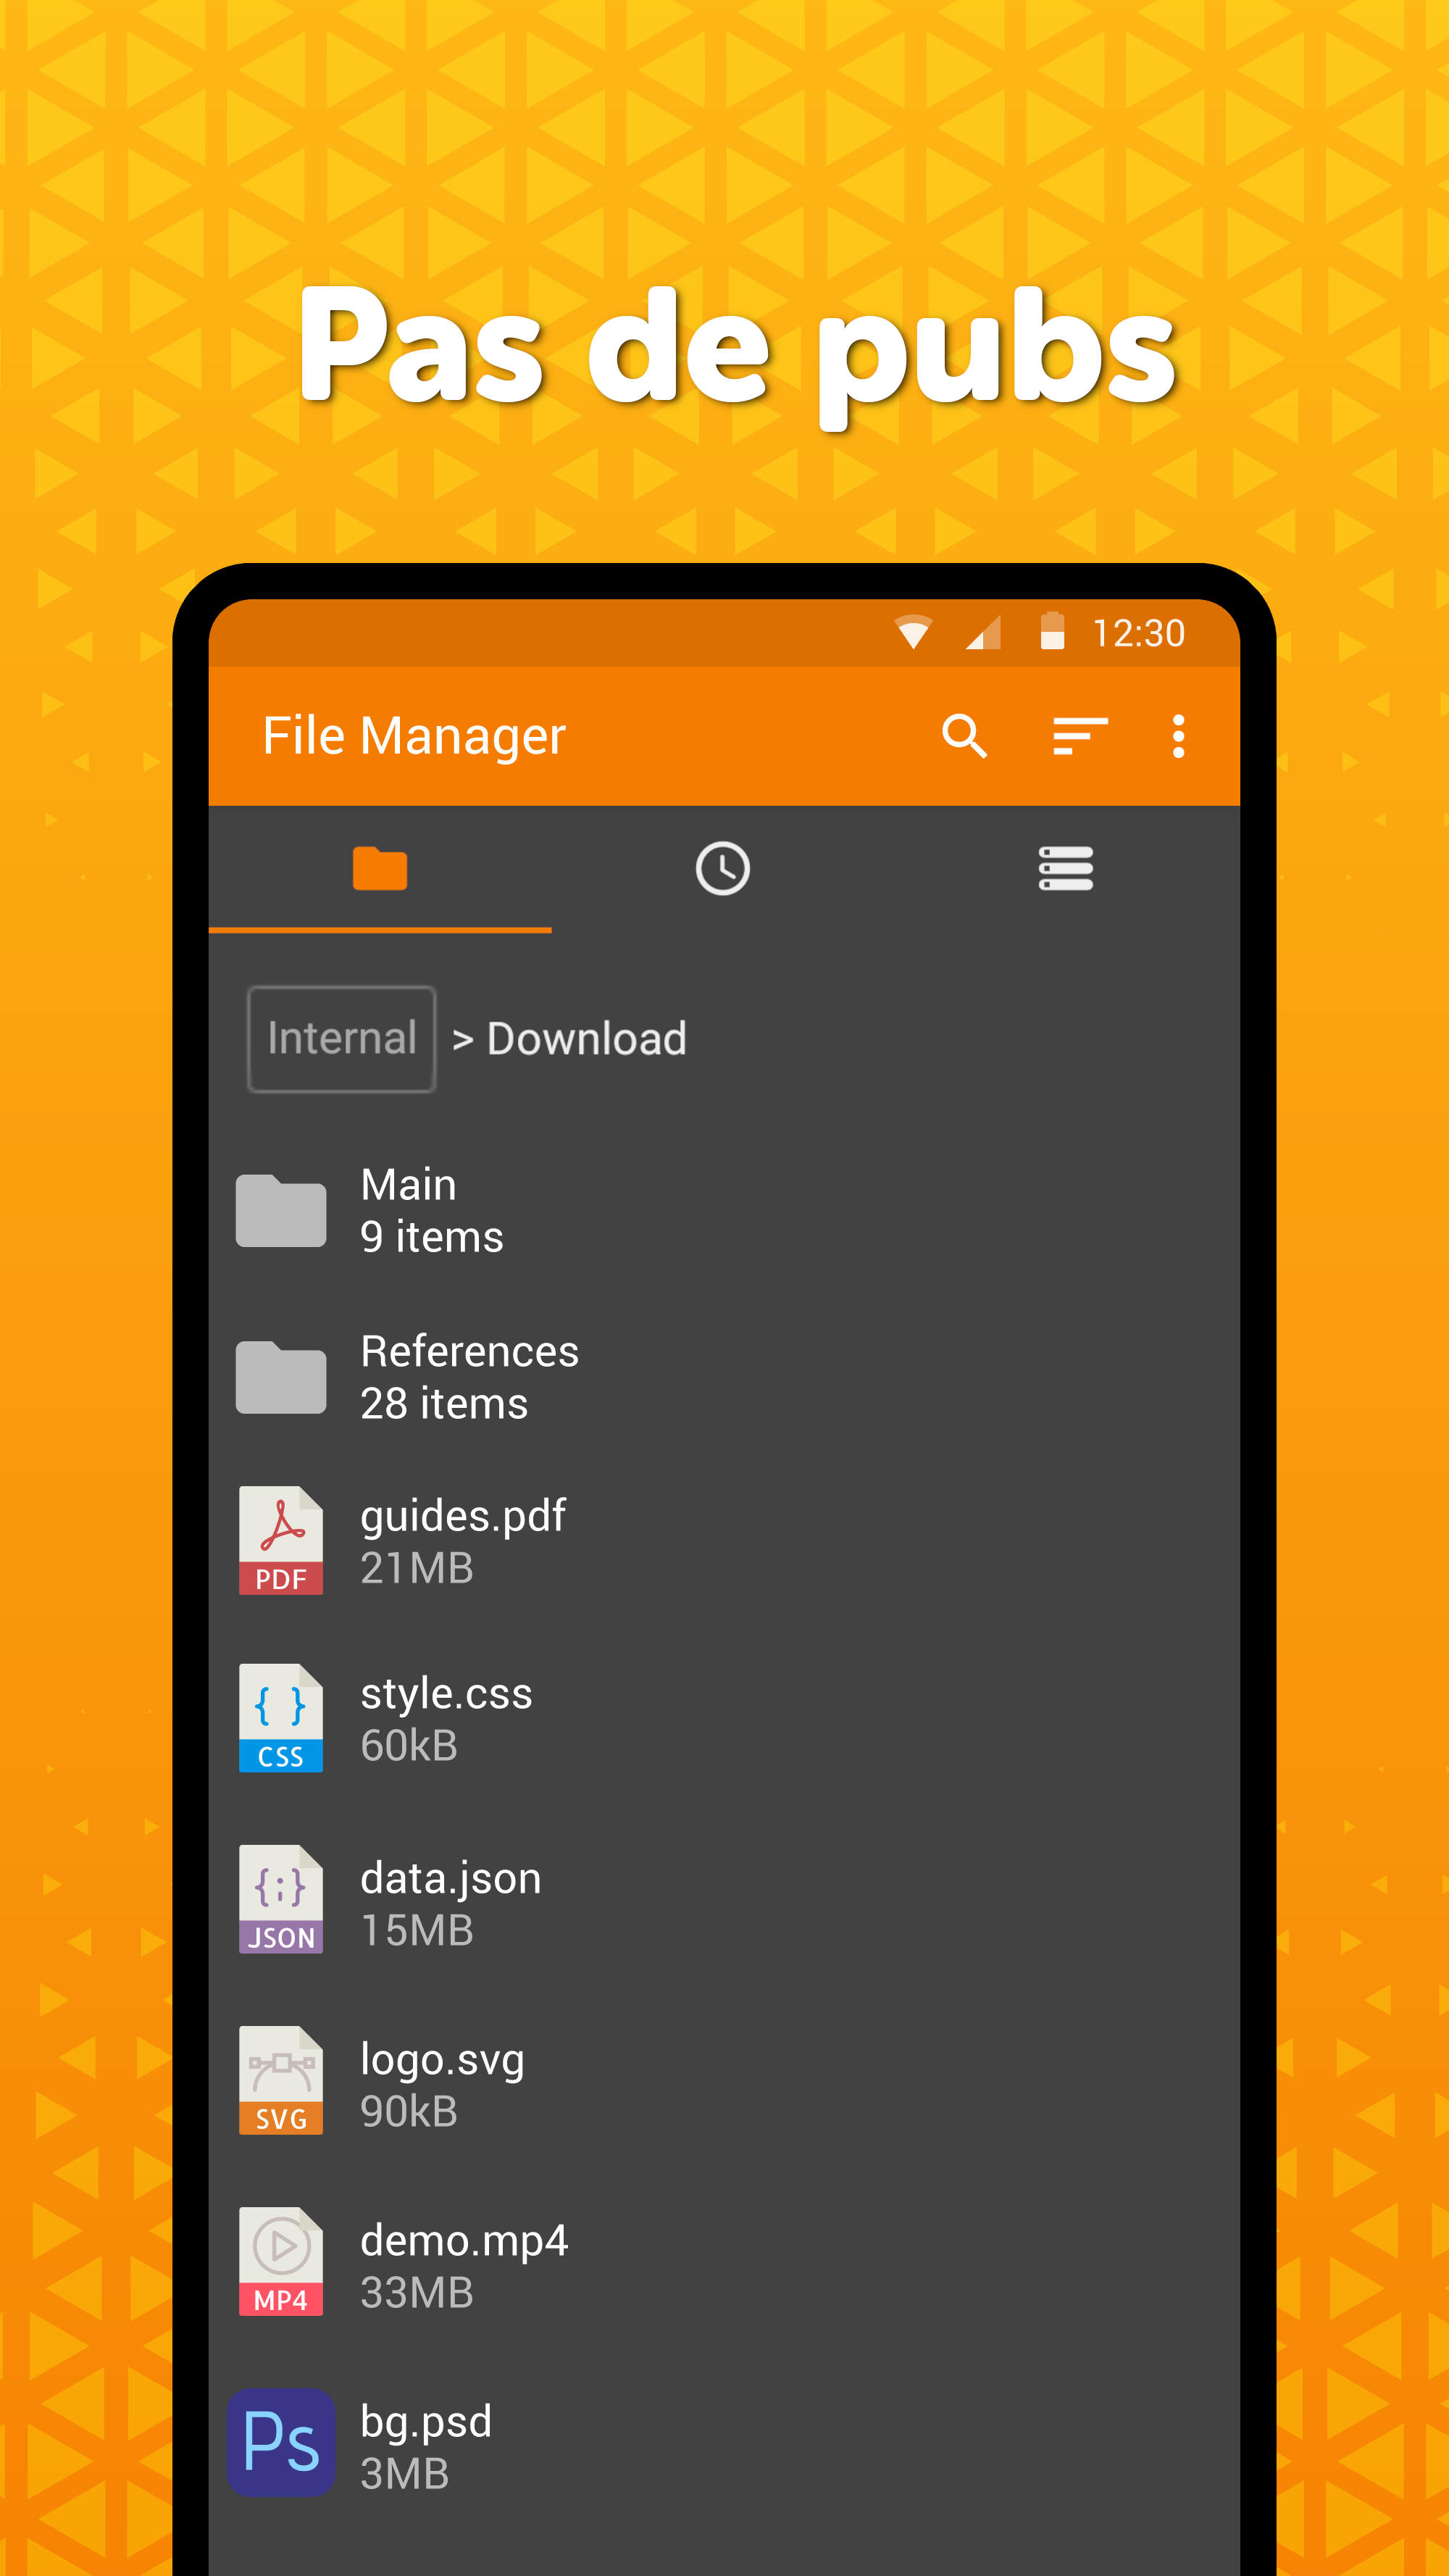 Pas de pubs
12:30
File Manager
Internal > Download
Main
9 items
References
28 items
PDF
guides.pdf
21MB
{ }
CSS
style.css
60kB
{;}
JSON
data.json
15MB
SVG
logo.svg
90kB
MP4
demo.mp4
33MB
Ps
bg.psd
3MB